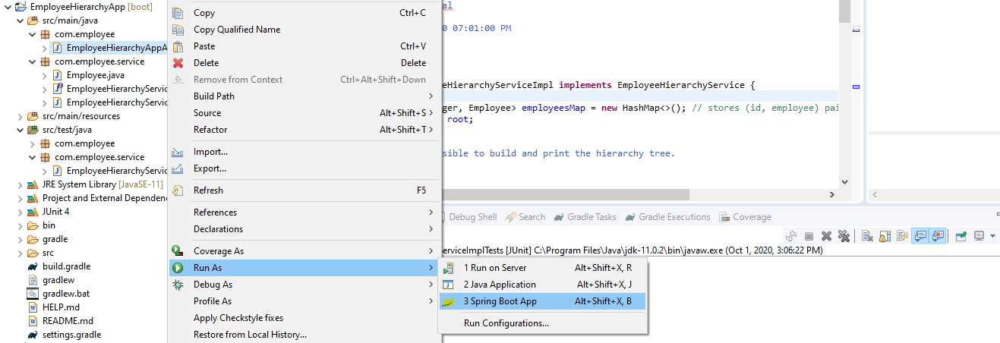 EmployeeHierarchyApp [boot]
src/main/java
com.employee
EmployeeHierarchyAppA
com.employee.service
Employee.java
EmployeeHierarchyServic
EmployeeHierarchyServic
src/main/resources
src/test/java
com.employee
com.employee.service
EmployeeHierarchyServic
JRE System Library [JavaSE-11]
Project and External Dependenc
JUnit 4
bin
gradle
src
build.gradle
gradlew
gradlew.bat
HELP.md
README.md
settings.gradle
Copy Ctrl+C
Copy Qualified Name
Paste Ctrl+V
Delete Delete
Remove from Context Ctrl+Alt+Shift+Down
Build Path
Source Alt+Shift+S
Refactor Alt+Shift+T
Import...
Export...
Refresh F5
References
Declarations
Coverage As
Run As
Debug As
Profile As
Apply Checkstyle fixes
Restore from Local History...
1 Run on Server Alt+Shift+X, R
2 Java Application Alt+Shift+X, J
3 Spring Boot App Alt+Shift+X, B
Run Configurations...
al
0 07:01:00 PM
eHierarchyServiceImpl implements EmployeeHierarchyService {
ger, Employee> employeesMap = new HashMap<>(); // stores (id, employee) pai
root;
sible to build and print the hierarchy tree.
Debug Shell Search Gradle Tasks Gradle Executions Coverage
erviceImplTests [JUnit] C:\Program Files\Java\jdk-11.0.2\bin\javaw.exe (Oct 1, 2020, 3:06:22 PM)